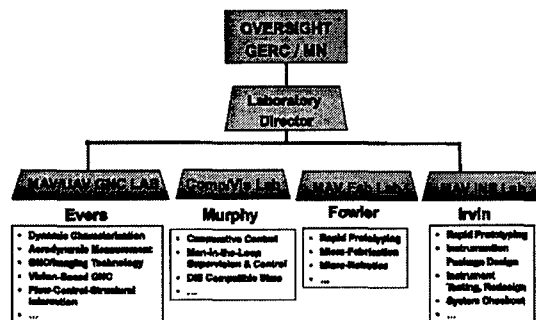 OVERSIGHT
GERC / MN
Laboratory
Director
MAV/UAV GNC LAB
Comp/Vis Lab
MAV Fab Lab
MAV INS Lab
Evers
Murphy
Fowler
Irvin
• Dynamic Characterization
• Aerodynamic Measurement
• GNC/Imaging Technology
• Vision-Based GNC
• Flow-Control-Structural
Interaction
• ...
• Cooperative Control
• Man-in-the-Loop
Supervision & Control
• DIS Compatible Sims
• ...
• Rapid Prototyping
• Micro-Fabrication
• Micro-Robotics
• ...
• Rapid Prototyping
• Instrumention
Package Design
• Instrument
Testing, Redesign
• System Checkout
• ...